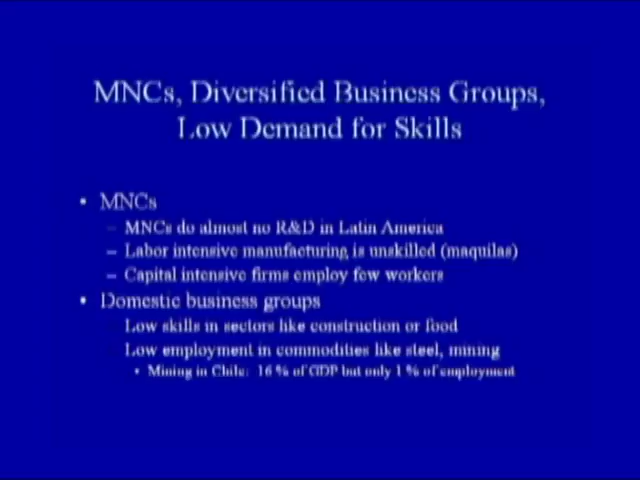 MNCs, Diversified Business Groups,
Low Demand for Skills
• MNCs
– MNCs do almost no R&D in Latin America
– Labor intensive manufacturing is unskilled (maquilas)
– Capital intensive firms employ few workers
• Domestic business groups
Low skills in sectors like construction or food
Low employment in commodities like steel, mining
• Mining in Chile: 16 % of GDP but only 1 % of employment